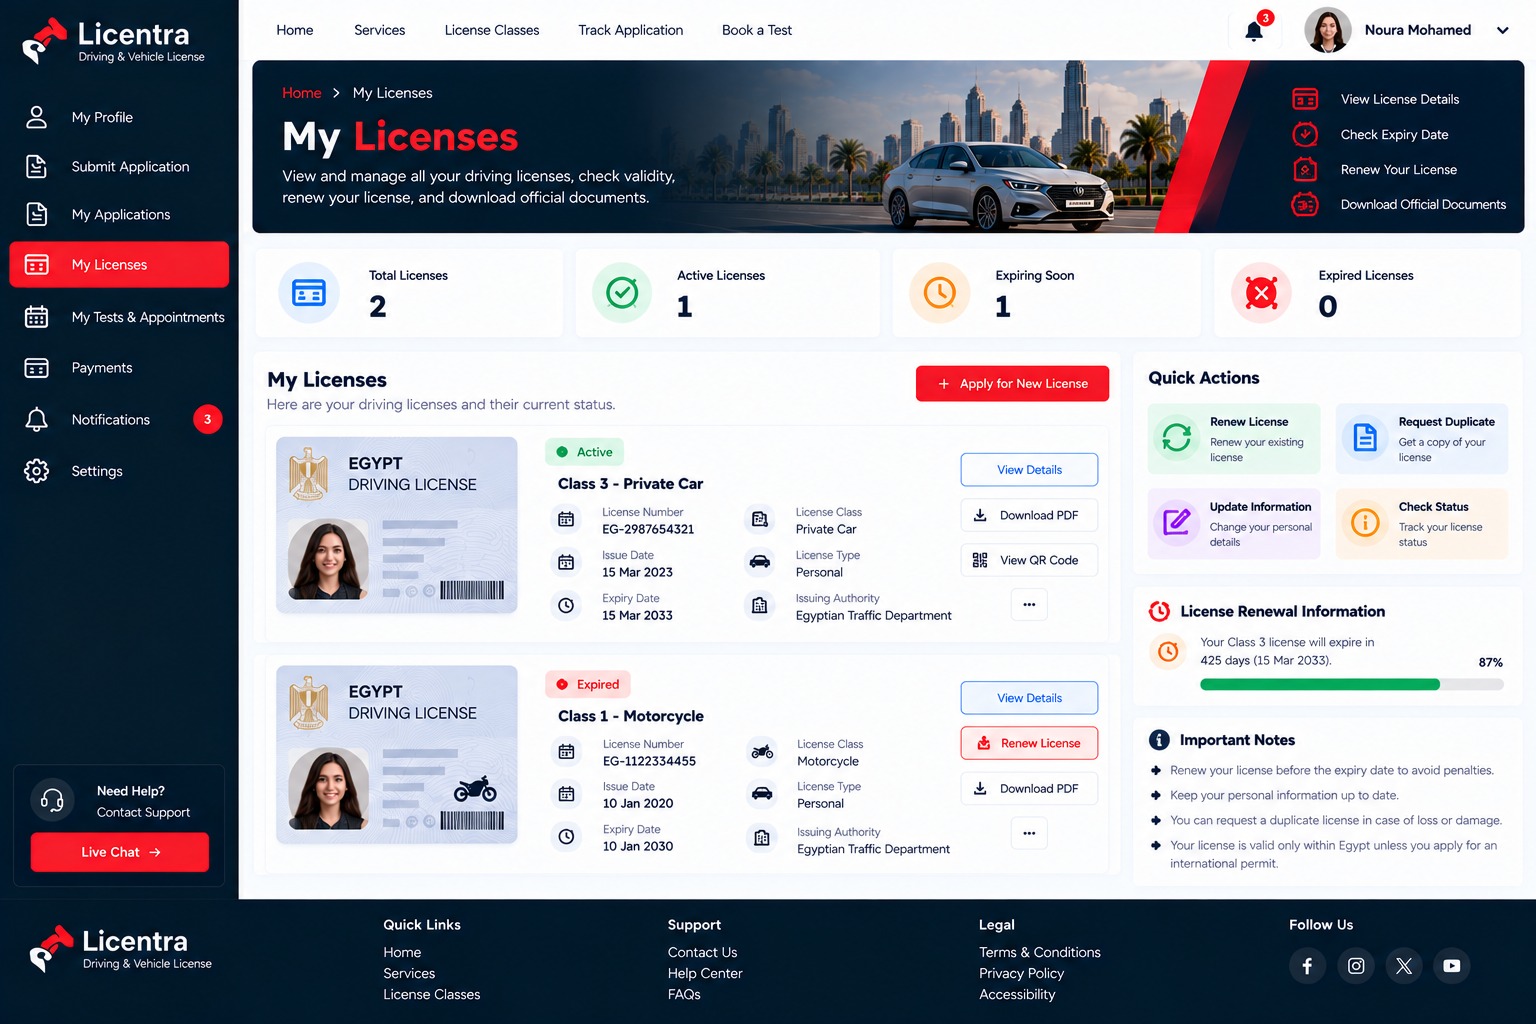 Licentra
Driving & Vehicle License
Home
Services
License Classes
Track Application
Book a Test
3
Noura Mohamed
My Profile
Submit Application
My Applications
My Licenses
My Tests & Appointments
Payments
Notifications
3
Settings
Need Help?
Contact Support
Live Chat →
Home > My Licenses
My Licenses
View and manage all your driving licenses, check validity,
renew your license, and download official documents.
View License Details
Check Expiry Date
Renew Your License
Download Official Documents
Total Licenses
2
Active Licenses
1
Expiring Soon
1
Expired Licenses
0
My Licenses
Here are your driving licenses and their current status.
+ Apply for New License
EGYPT
DRIVING LICENSE
Active
Class 3 - Private Car
License Number
EG-2987654321
Issue Date
15 Mar 2023
Expiry Date
15 Mar 2033
License Class
Private Car
License Type
Personal
Issuing Authority
Egyptian Traffic Department
View Details
Download PDF
View QR Code
•••
EGYPT
DRIVING LICENSE
Expired
Class 1 - Motorcycle
License Number
EG-1122334455
Issue Date
10 Jan 2020
Expiry Date
10 Jan 2030
License Class
Motorcycle
License Type
Personal
Issuing Authority
Egyptian Traffic Department
View Details
Renew License
Download PDF
•••
Quick Actions
Renew License
Renew your existing
license
Request Duplicate
Get a copy of your
license
Update Information
Change your personal
details
Check Status
Track your license
status
License Renewal Information
Your Class 3 license will expire in
425 days (15 Mar 2033).
87%
Important Notes
Renew your license before the expiry date to avoid penalties.
Keep your personal information up to date.
You can request a duplicate license in case of loss or damage.
Your license is valid only within Egypt unless you apply for an
international permit.
Licentra
Driving & Vehicle License
Quick Links
Home
Services
License Classes
Support
Contact Us
Help Center
FAQs
Legal
Terms & Conditions
Privacy Policy
Accessibility
Follow Us